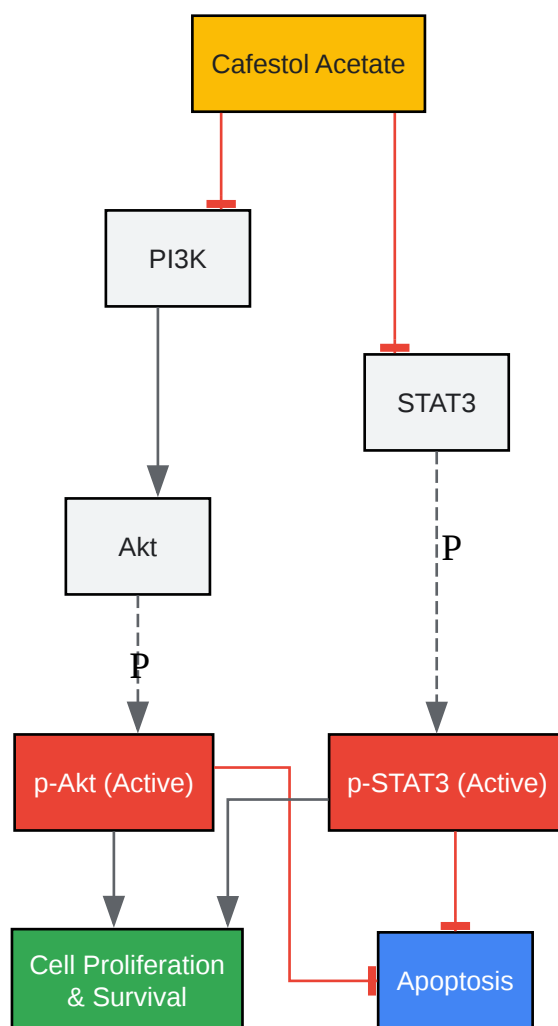 Cafestol Acetate
PI3K
STAT3
Akt
P
P
p-Akt (Active)
p-STAT3 (Active)
Cell Proliferation
& Survival
Apoptosis